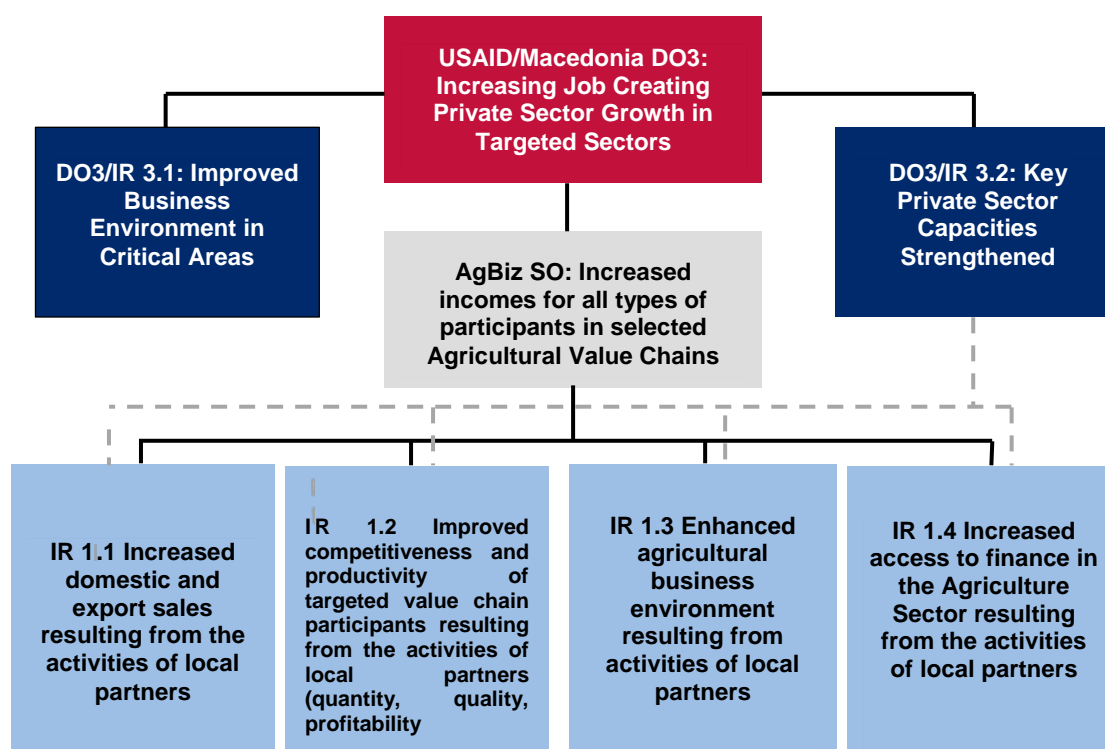 USAID/Macedonia DO3:
Increasing Job Creating
Private Sector Growth in
Targeted Sectors
DO3/IR 3.1: Improved
Business
Environment in
Critical Areas
DO3/IR 3.2: Key
Private Sector
Capacities
Strengthened
AgBiz SO: Increased
incomes for all types of
participants in selected
Agricultural Value Chains
IR 1.1 Increased
domestic and
export sales
resulting from the
activities of local
partners
IR 1.2 Improved
competitiveness and
productivity of
targeted value chain
participants resulting
from the activities of
local partners
(quantity, quality,
profitability
IR 1.3 Enhanced
agricultural
business
environment
resulting from
activities of local
partners
IR 1.4 Increased
access to finance in
the Agriculture
Sector resulting
from the activities
of local partners